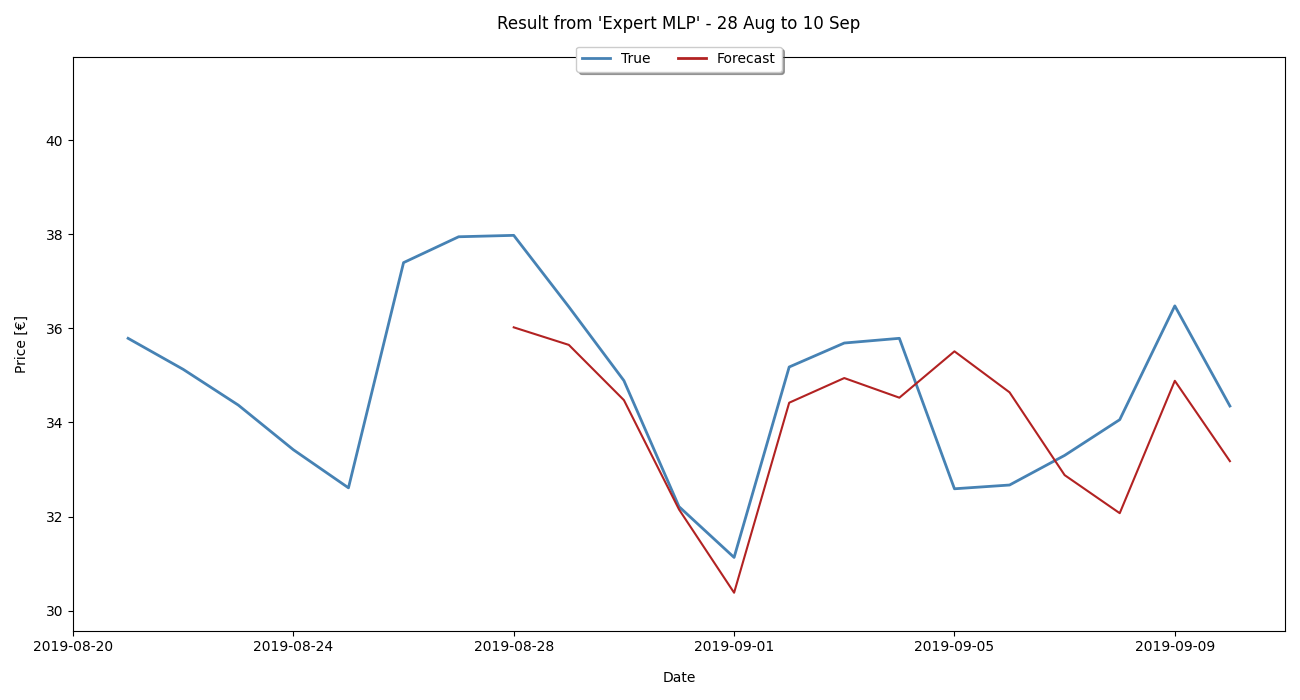 Result from 'Expert MLP' - 28 Aug to 10 Sep
True Forecast
40
38
36
34
32
30
Price [€]
2019-08-20 2019-08-24 2019-08-28 2019-09-01 2019-09-05 2019-09-09
Date